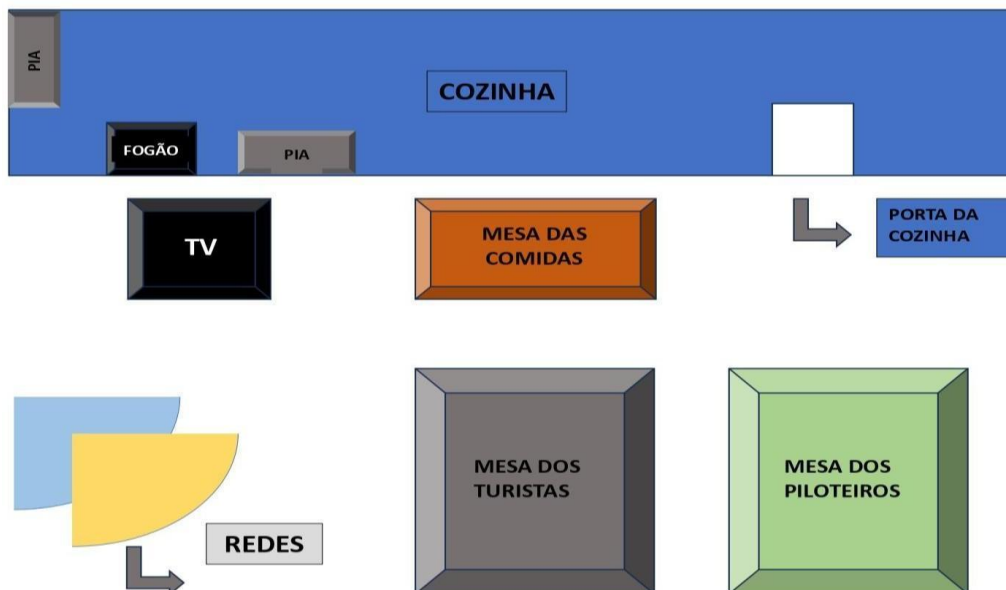 PIA
COZINHA
FOGÃO
PIA
TV
MESA DAS
COMIDAS
PORTA DA
COZINHA
MESA DOS
TURISTAS
MESA DOS
PILOTEIROS
REDES